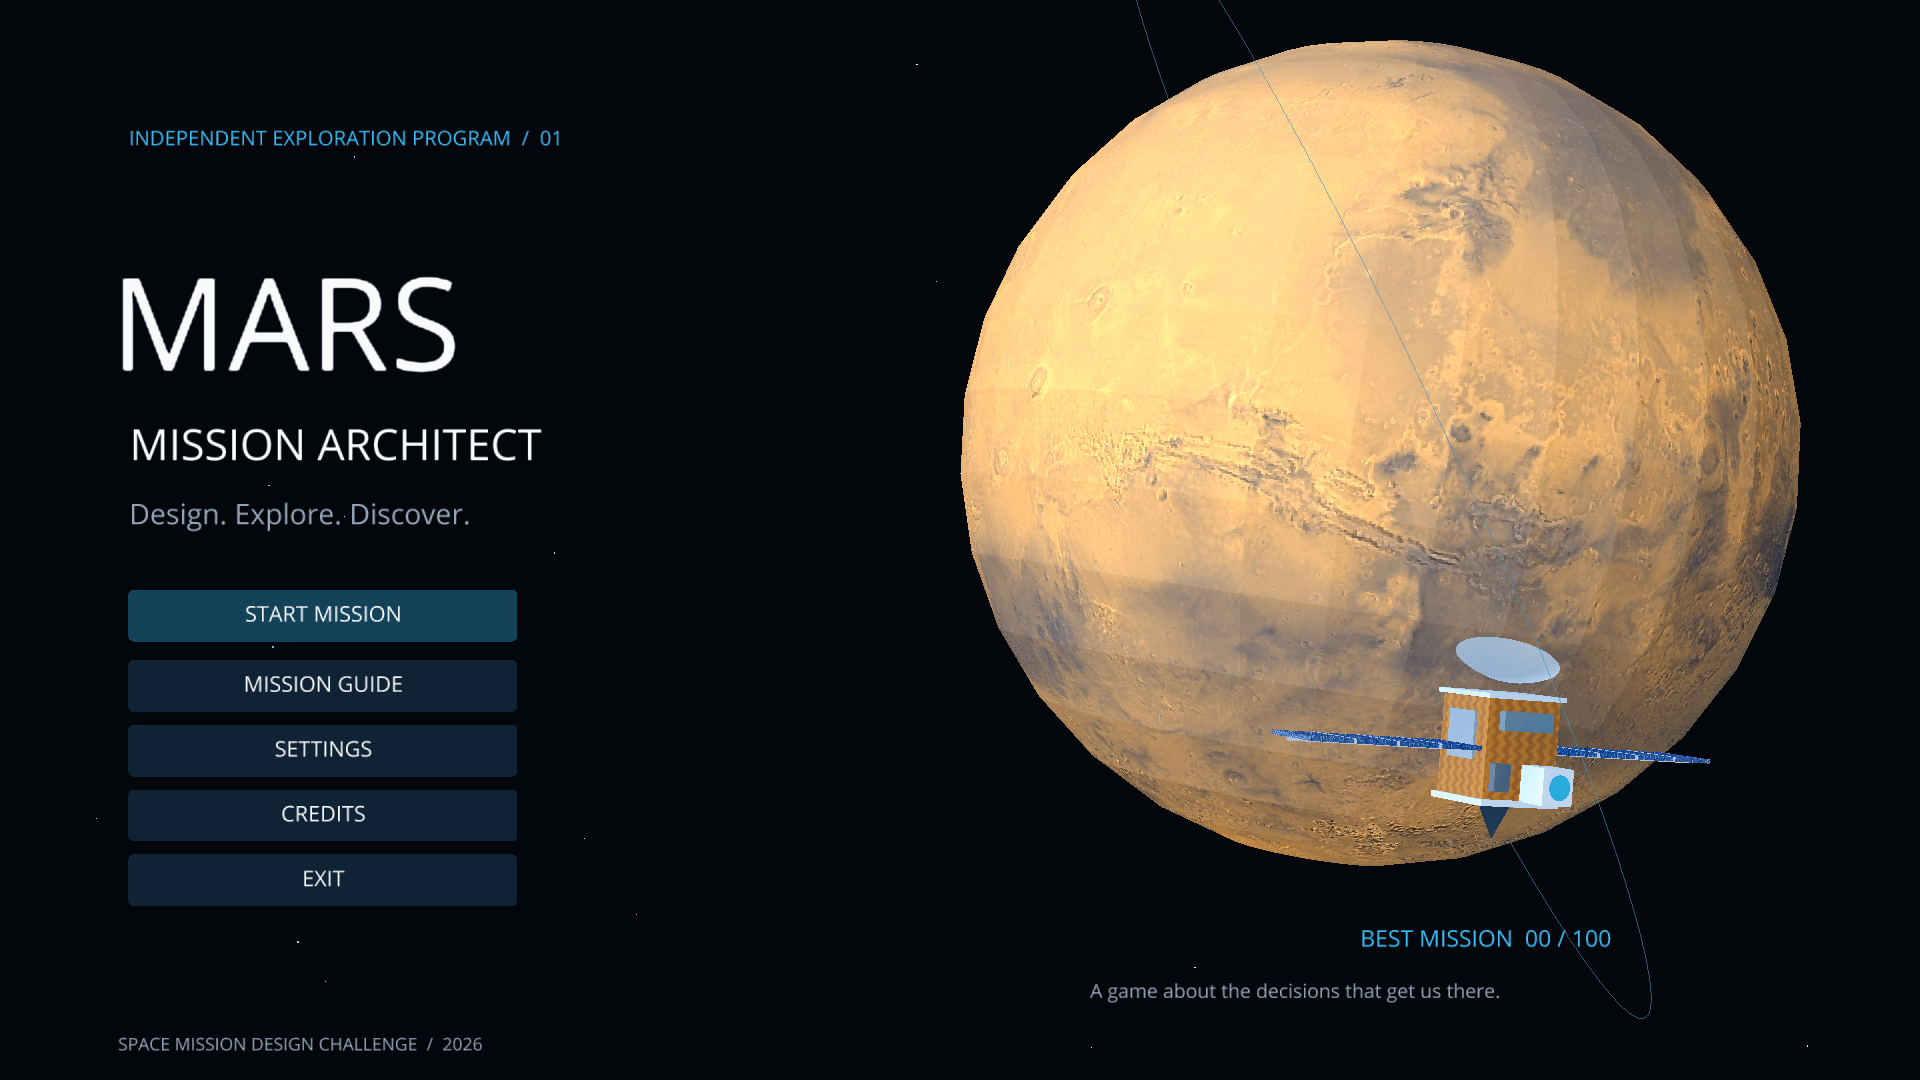 INDEPENDENT EXPLORATION PROGRAM / 01
MARS
MISSION ARCHITECT
Design. Explore. Discover.
START MISSION
MISSION GUIDE
SETTINGS
CREDITS
EXIT
BEST MISSION 00 / 100
A game about the decisions that get us there.
SPACE MISSION DESIGN CHALLENGE / 2026